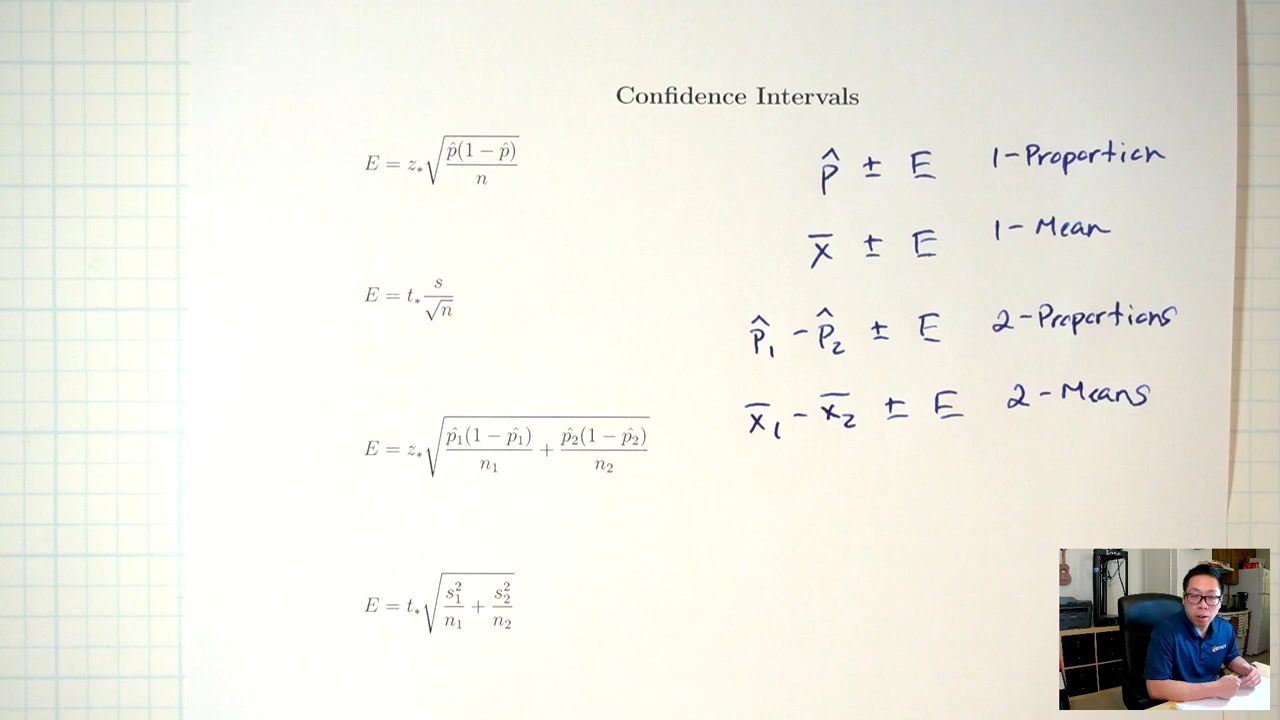 Confidence Intervals
E = z_* √(p̂(1 − p̂)/n)
p̂ ± E 1-Proportion
x̄ ± E 1-Mean
E = t_* s/√n
p̂₁ - p̂₂ ± E 2-Proportions
x̄₁ - x̄₂ ± E 2-Means
E = z_* √(p̂₁(1 − p̂₁)/n₁ + p̂₂(1 − p̂₂)/n₂)
E = t_* √(s₁²/n₁ + s₂²/n₂)